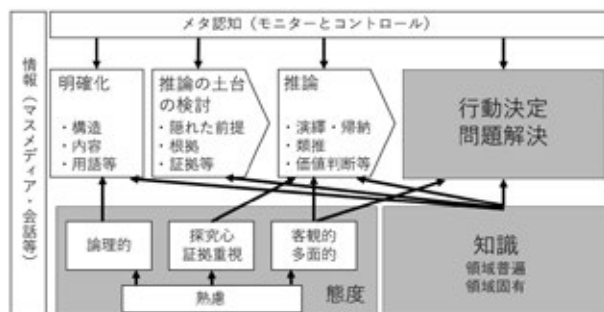 メタ認知(モニターとコントロール)
情報(マスメディア・会話等)
明確化
・構造
・内容
・用語等
推論の土台
の検討
・隠れた前提
・根拠
・証拠等
推論
・演繹・帰納
・類推
・価値判断等
行動決定
問題解決
論理的
探究心
証拠重視
客観的
多面的
熟慮
態度
知識
領域普遍
領域固有